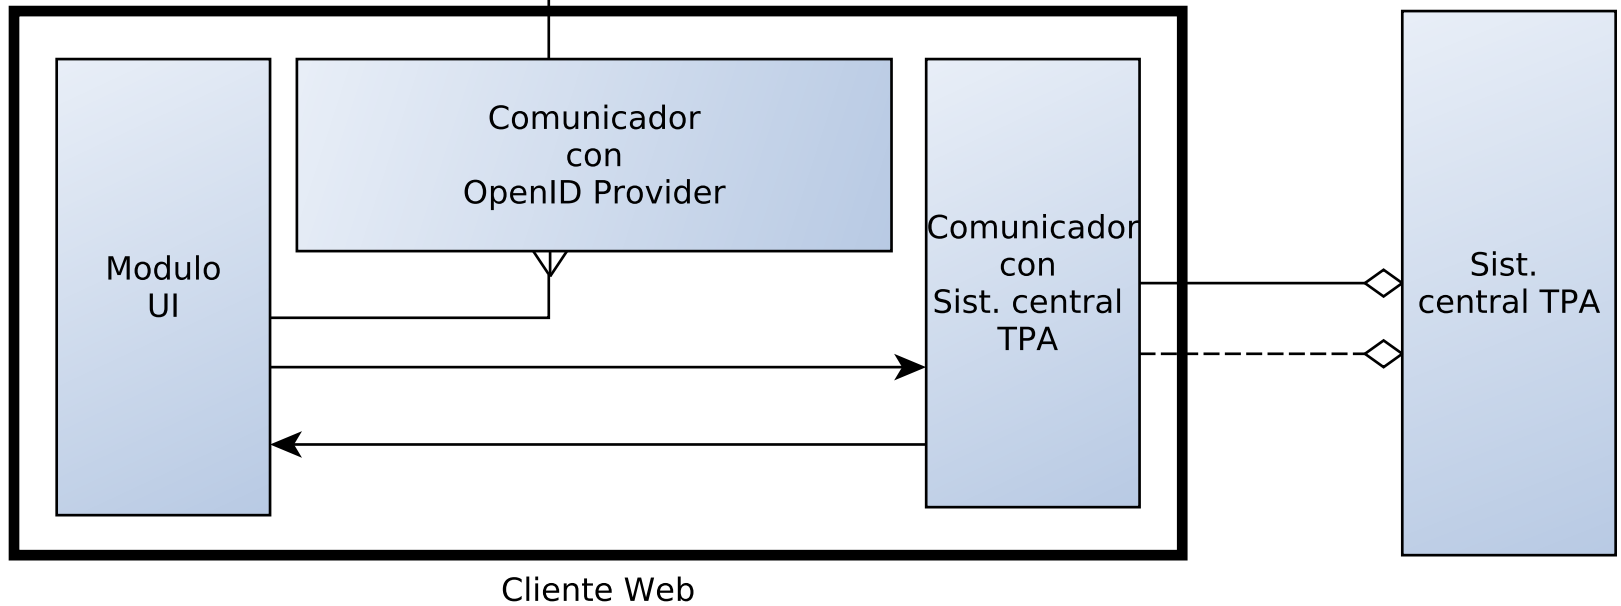 Modulo
UI
Comunicador
con
OpenID Provider
Comunicador
con
Sist. central
TPA
Sist.
central TPA
Cliente Web